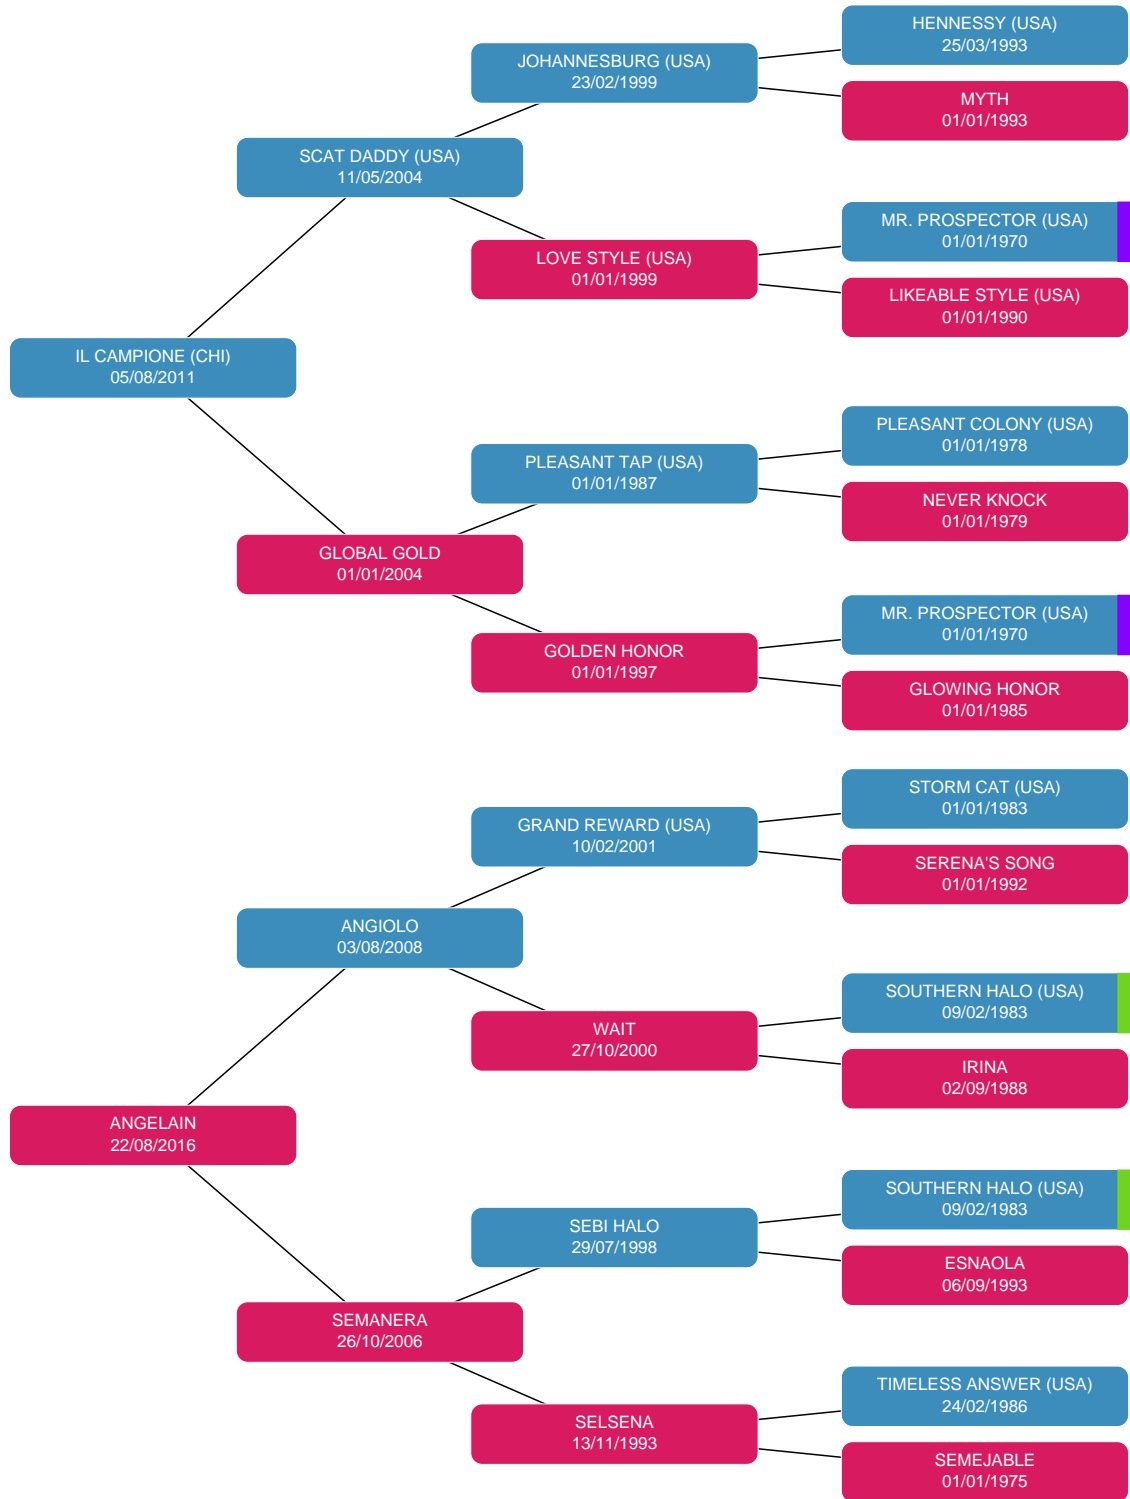 HENNESSY (USA)
25/03/1993
JOHANNESBURG (USA)
23/02/1999
MYTH
01/01/1993
SCAT DADDY (USA)
11/05/2004
MR. PROSPECTOR (USA)
01/01/1970
LOVE STYLE (USA)
01/01/1999
LIKEABLE STYLE (USA)
01/01/1990
IL CAMPIONE (CHI)
05/08/2011
PLEASANT COLONY (USA)
01/01/1978
PLEASANT TAP (USA)
01/01/1987
NEVER KNOCK
01/01/1979
GLOBAL GOLD
01/01/2004
MR. PROSPECTOR (USA)
01/01/1970
GOLDEN HONOR
01/01/1997
GLOWING HONOR
01/01/1985
STORM CAT (USA)
01/01/1983
GRAND REWARD (USA)
10/02/2001
SERENA'S SONG
01/01/1992
ANGIOLO
03/08/2008
SOUTHERN HALO (USA)
09/02/1983
WAIT
27/10/2000
IRINA
02/09/1988
ANGELAIN
22/08/2016
SOUTHERN HALO (USA)
09/02/1983
SEBI HALO
29/07/1998
ESNAOLA
06/09/1993
SEMANERA
26/10/2006
TIMELESS ANSWER (USA)
24/02/1986
SELSENA
13/11/1993
SEMEJABLE
01/01/1975